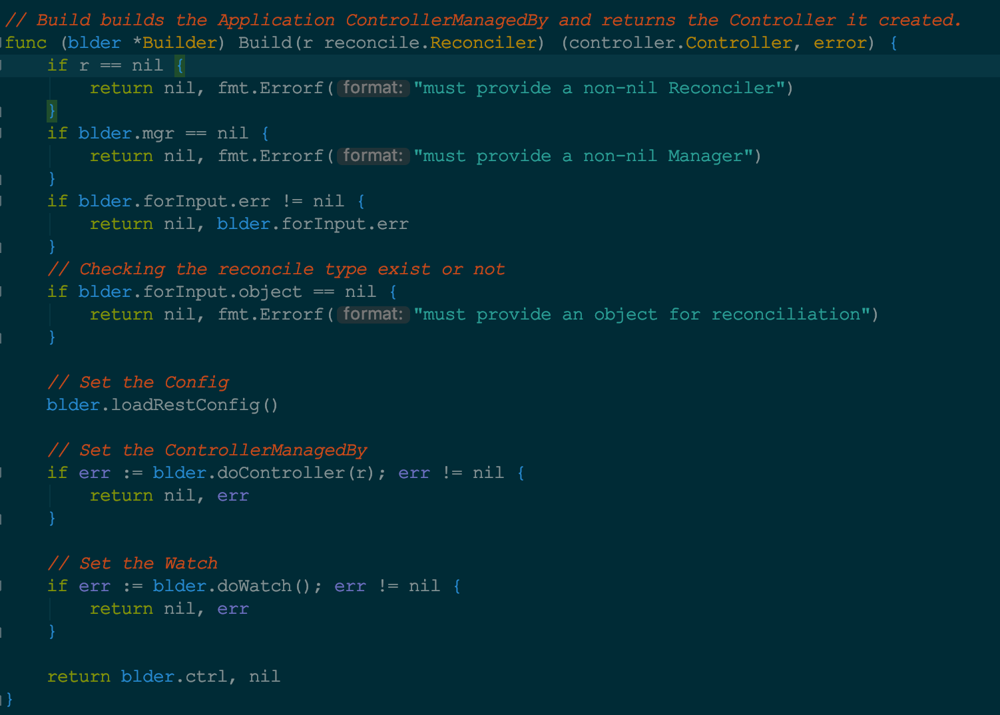 // Build builds the Application ControllerManagedBy and returns the Controller it created.
func (blder *Builder) Build(r reconcile.Reconciler) (controller.Controller, error) {
    if r == nil {
        return nil, fmt.Errorf( format: "must provide a non-nil Reconciler")
    }
    if blder.mgr == nil {
        return nil, fmt.Errorf( format: "must provide a non-nil Manager")
    }
    if blder.forInput.err != nil {
        return nil, blder.forInput.err
    }
    // Checking the reconcile type exist or not
    if blder.forInput.object == nil {
        return nil, fmt.Errorf( format: "must provide an object for reconciliation")
    }

    // Set the Config
    blder.loadRestConfig()

    // Set the ControllerManagedBy
    if err := blder.doController(r); err != nil {
        return nil, err
    }

    // Set the Watch
    if err := blder.doWatch(); err != nil {
        return nil, err
    }

    return blder.ctrl, nil
}